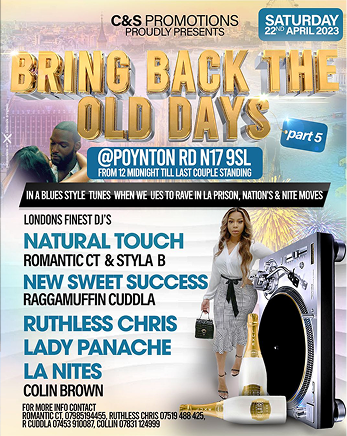 C&S PROMOTIONS
PROUDLY PRESENTS
SATURDAY
22ND APRIL 2023
BRING BACK THE
OLD DAYS
*part 5
@POYNTON RD N17 9SL
FROM 12 MIDNIGHT TILL LAST COUPLE STANDING
IN A BLUES STYLE TUNES WHEN WE UES TO RAVE IN LA PRISON, NATION'S & NITE MOVES
LONDONS FINEST DJ'S
NATURAL TOUCH
ROMANTIC CT & STYLA B
NEW SWEET SUCCESS
RAGGAMUFFIN CUDDLA
RUTHLESS CHRIS
LADY PANACHE
LA NITES
COLIN BROWN
FOR MORE INFO CONTACT
ROMANTIC CT, 07985194455, RUTHLESS CHRIS 07519 488 425,
R CUDDLA 07453 910087, COLLIN 07831 124999